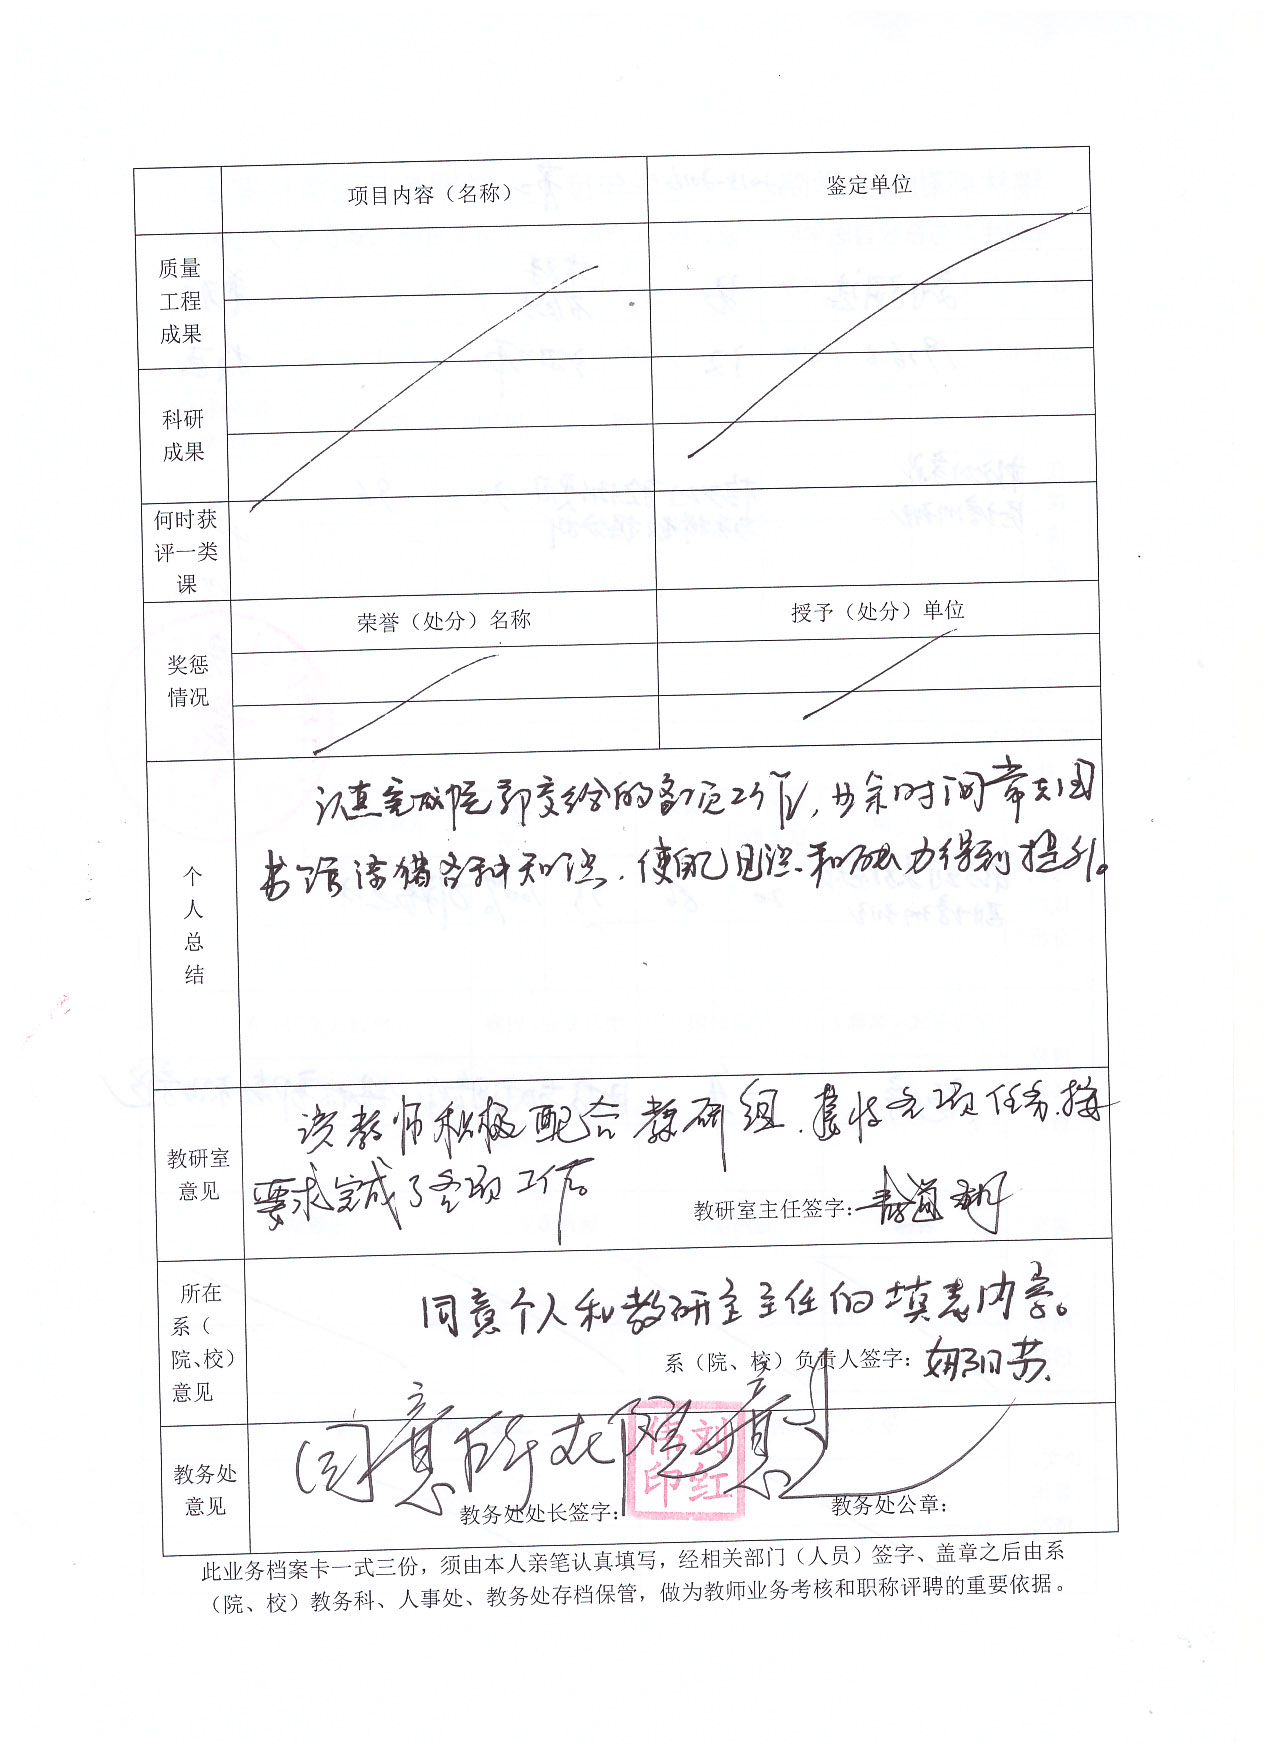 项目内容（名称）
鉴定单位
质量
工程
成果
科研
成果
何时获
评一类
课
奖惩
情况
荣誉（处分）名称
授予（处分）单位
个
人
总
结
认真完成院部交给的各项工作，业余时间常去图
书馆读猎各种知识，使自己见识和能力得到提升。
教研室
意见
该教师积极配合教研组，接收各项任务，按
要求完成了各项工作。
教研室主任签字：
所在
系（
院、校）
意见
同意个人和教研室主任的填表内容。
系（院、校）负责人签字：
教务处
意见
同意所在院意见
刘红
伟印
教务处处长签字：
教务处公章：
此业务档案卡一式三份，须由本人亲笔认真填写，经相关部门（人员）签字、盖章之后由系
（院、校）教务科、人事处、教务处存档保管，做为教师业务考核和职称评聘的重要依据。